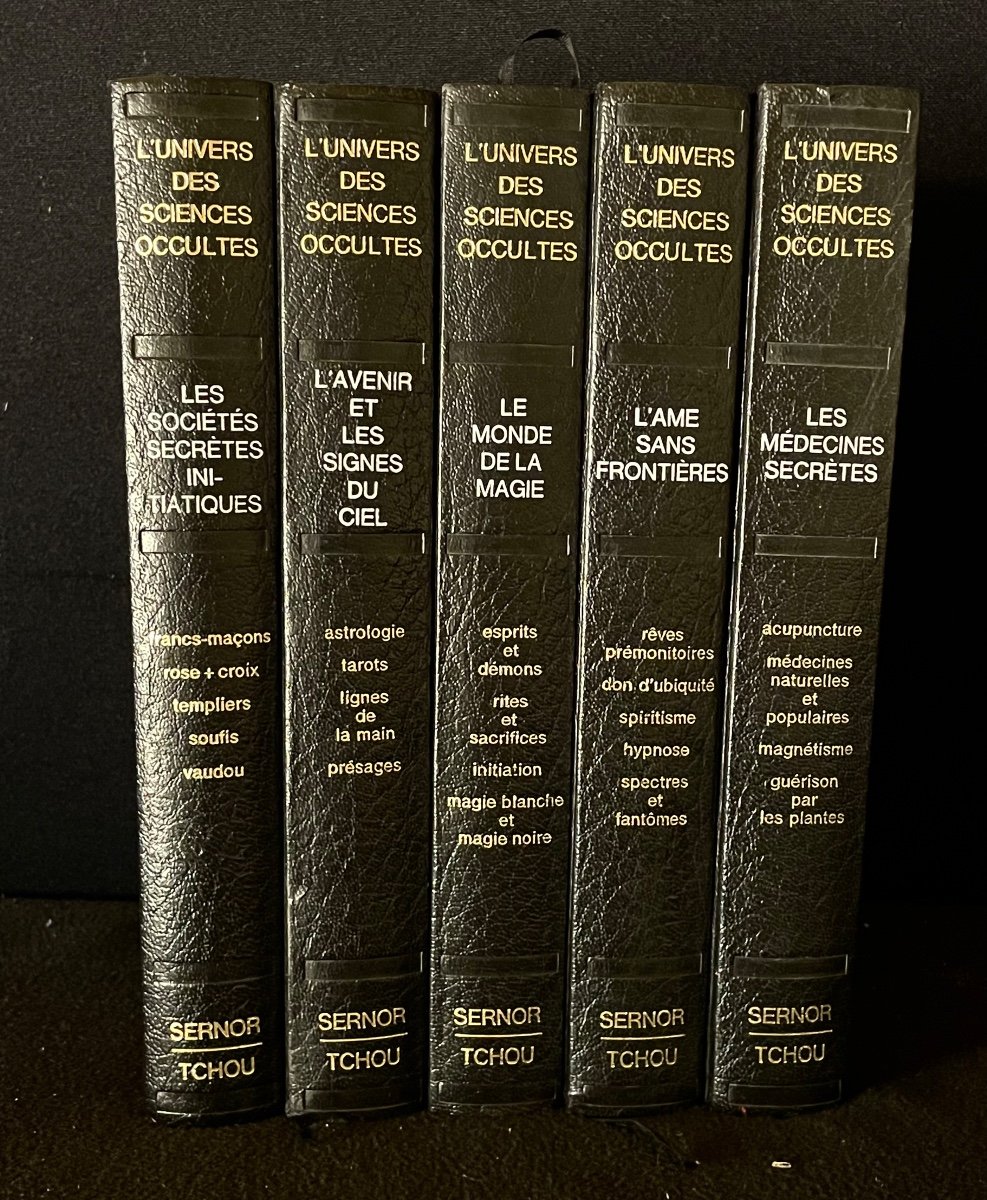 L'UNIVERS
DES
SCIENCES
OCCULTES
LES
SOCIÉTÉS
SECRÈTES
INI-
TIATIQUES
francs-maçons
rose + croix
templiers
soufis
vaudou
SERNOR
TCHOU
L'UNIVERS
DES
SCIENCES
OCCULTES
L'AVENIR
ET
LES
SIGNES
DU
CIEL
astrologie
tarots
lignes
de
la main
présages
SERNOR
TCHOU
L'UNIVERS
DES
SCIENCES
OCCULTES
LE
MONDE
DE LA
MAGIE
esprits
et
démons
rites
et
sacrifices
initiation
magie blanche
et
magie noire
SERNOR
TCHOU
L'UNIVERS
DES
SCIENCES
OCCULTES
L'AME
SANS
FRONTIÈRES
rêves
prémonitoires
don d'ubiquité
spiritisme
hypnose
spectres
et
fantômes
SERNOR
TCHOU
L'UNIVERS
DES
SCIENCES
OCCULTES
LES
MÉDECINES
SECRÈTES
acupuncture
médecines
naturelles
et
populaires
magnétisme
guérison
par
les plantes
SERNOR
TCHOU